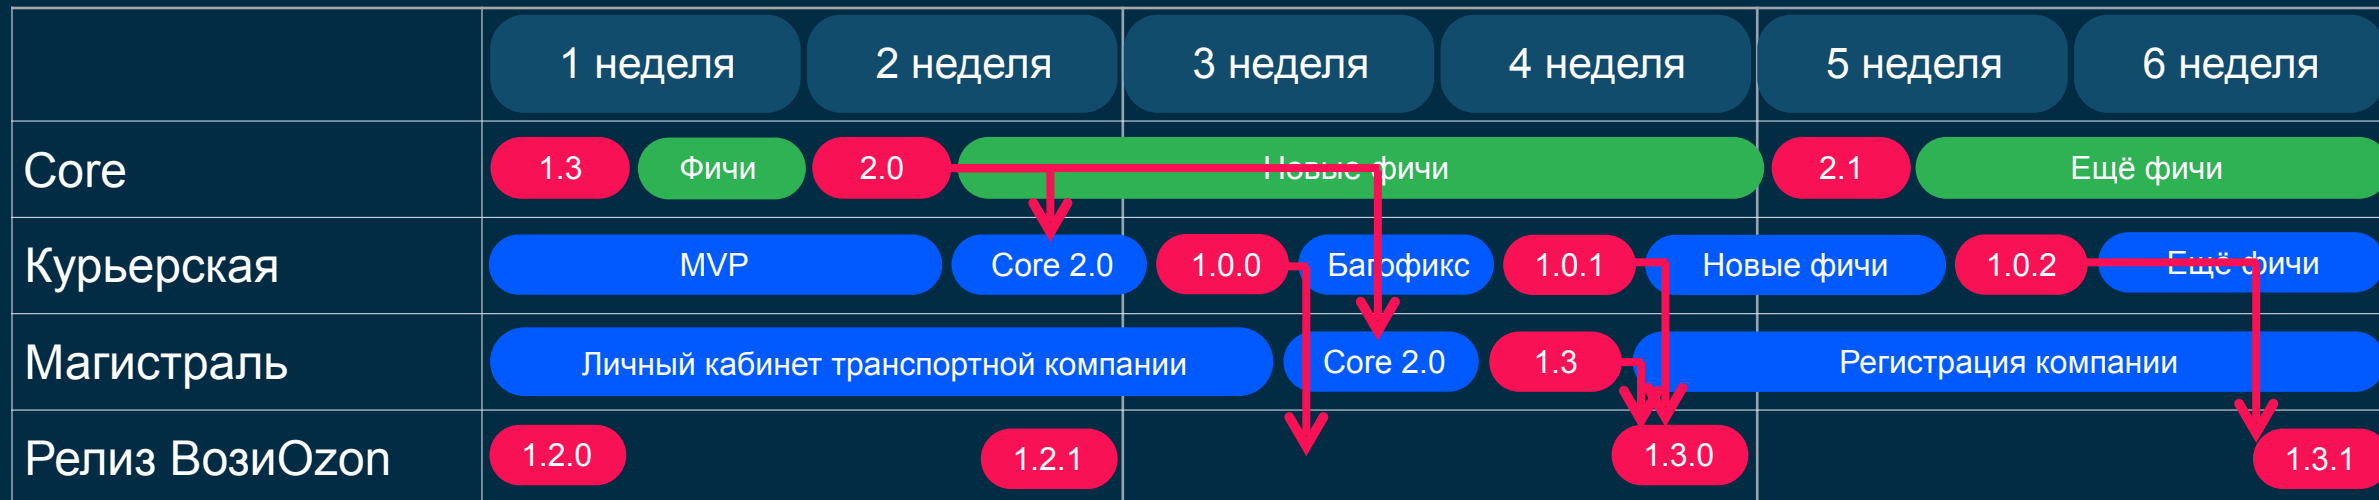 1 неделя
2 неделя
3 неделя
4 неделя
5 неделя
6 неделя
Core
1.3
Фичи
2.0
Новые фичи
2.1
Ещё фичи
Курьерская
MVP
Core 2.0
1.0.0
Багофикс
1.0.1
Новые фичи
1.0.2
Ещё фичи
Магистраль
Личный кабинет транспортной компании
Core 2.0
1.3
Регистрация компании
Релиз ВозиOzon
1.2.0
1.2.1
1.3.0
1.3.1